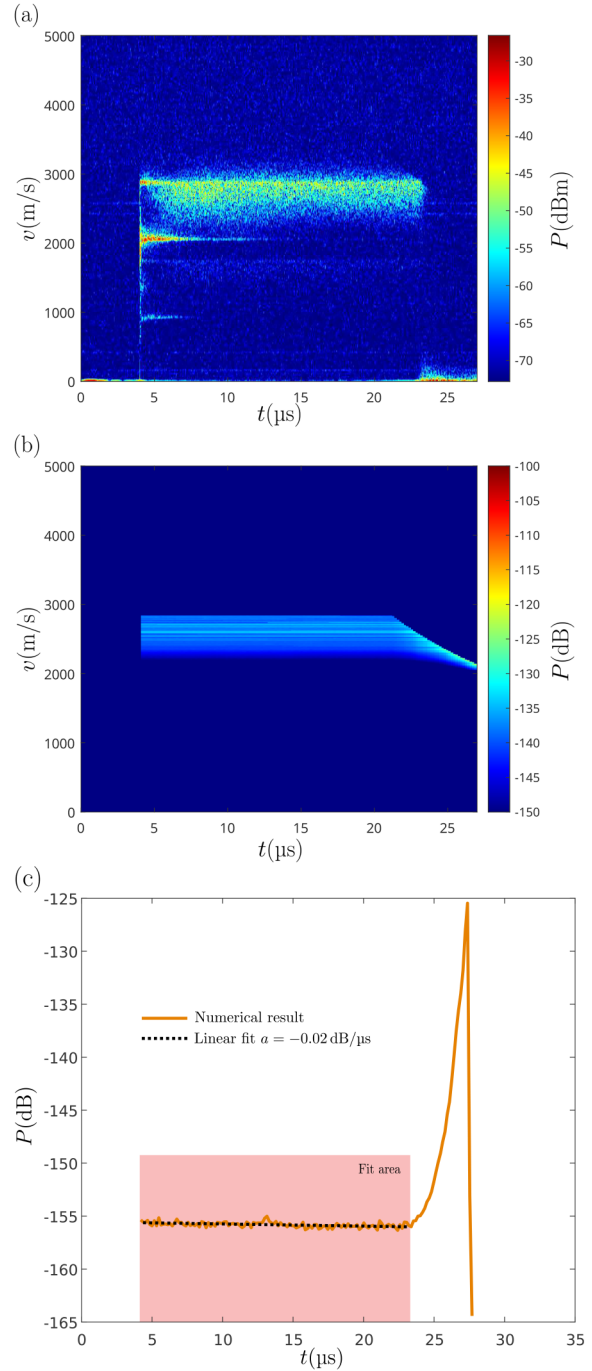 (a)
5000
4000
3000
2000
1000
0
v(m/s)
0 5 10 15 20 25
t(µs)
-30
-35
-40
-45
-50
-55
-60
-65
-70
P(dBm)
(b)
5000
4000
3000
2000
1000
0
v(m/s)
0 5 10 15 20 25
t(µs)
-100
-105
-110
-115
-120
-125
-130
-135
-140
-145
-150
P(dB)
(c)
-125
-130
-135
-140
-145
-150
-155
-160
-165
P(dB)
Numerical result
Linear fit a = −0.02 dB/µs
Fit area
0 5 10 15 20 25 30 35
t(µs)